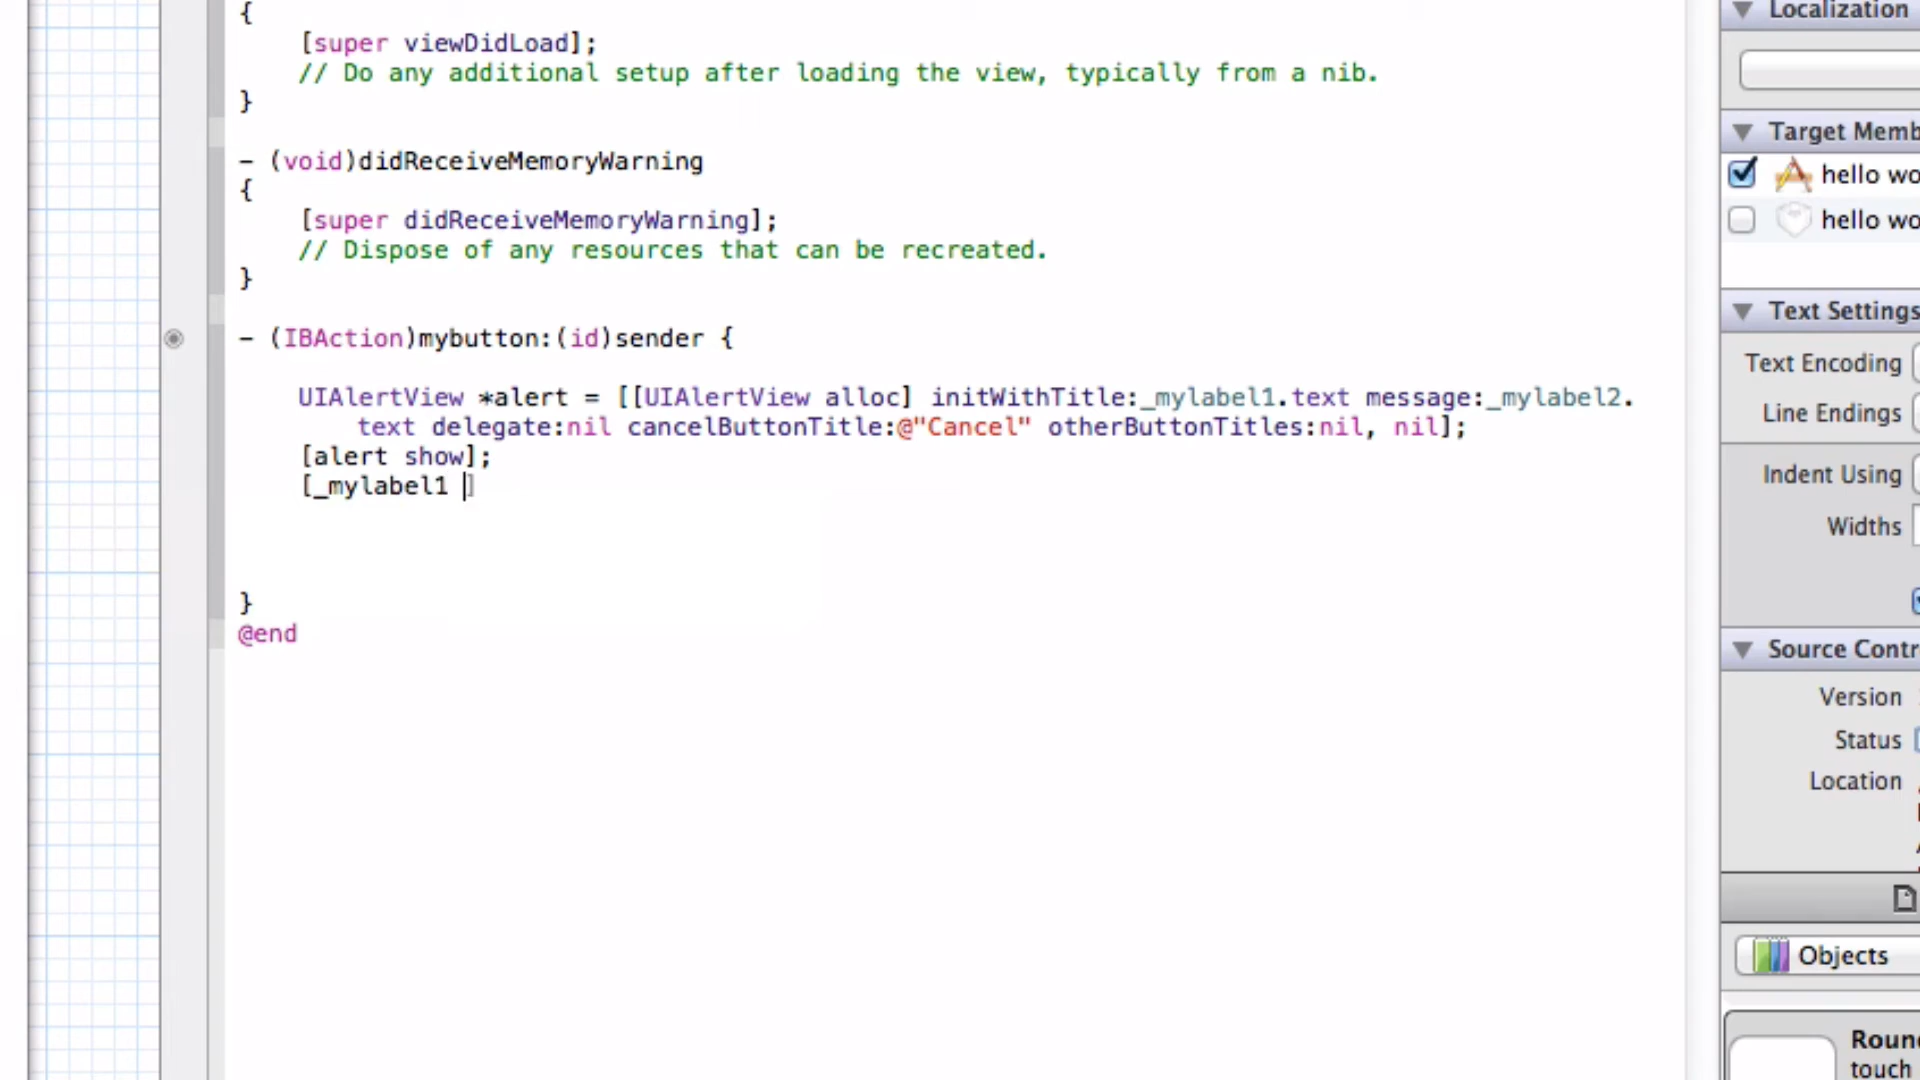 {
[super viewDidLoad];
// Do any additional setup after loading the view, typically from a nib.
}
- (void)didReceiveMemoryWarning
{
[super didReceiveMemoryWarning];
// Dispose of any resources that can be recreated.
}
- (IBAction)mybutton:(id)sender {
UIAlertView *alert = [[UIAlertView alloc] initWithTitle:_mylabel1.text message:_mylabel2.
text delegate:nil cancelButtonTitle:@"Cancel" otherButtonTitles:nil, nil];
[alert show];
[_mylabel1 ]
}
@end
Localization
Target Memb
hello wo
hello wo
Text Settings
Text Encoding
Line Endings
Indent Using
Widths
Source Contr
Version
Status
Location
Objects
Roun
touch